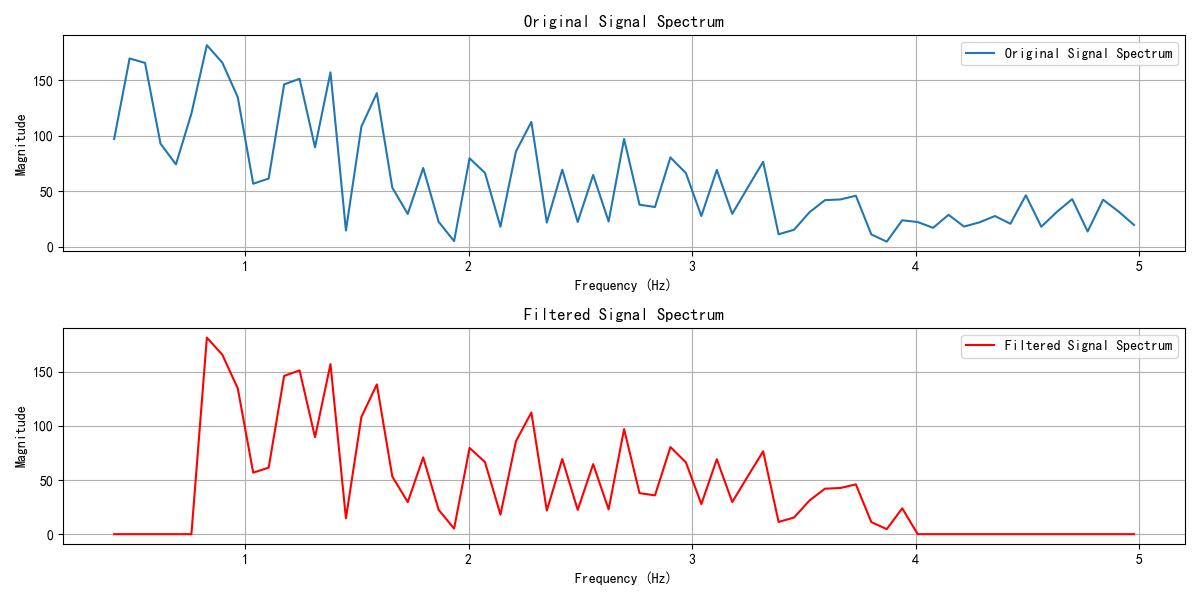 Original Signal Spectrum
Original Signal Spectrum
Magnitude
150
100
50
0
1 2 3 4 5
Frequency (Hz)
Filtered Signal Spectrum
Filtered Signal Spectrum
Magnitude
150
100
50
0
1 2 3 4 5
Frequency (Hz)